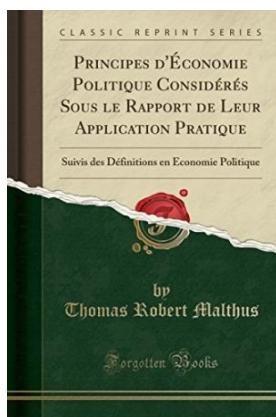 CLASSIC REPRINT SERIES
PRINCIPES D'ÉCONOMIE
POLITIQUE CONSIDÉRÉS
SOUS LE RAPPORT DE LEUR
APPLICATION PRATIQUE
Suivis des Définitions en Economie Politique
by
Thomas Robert Malthus
Forgotten Books